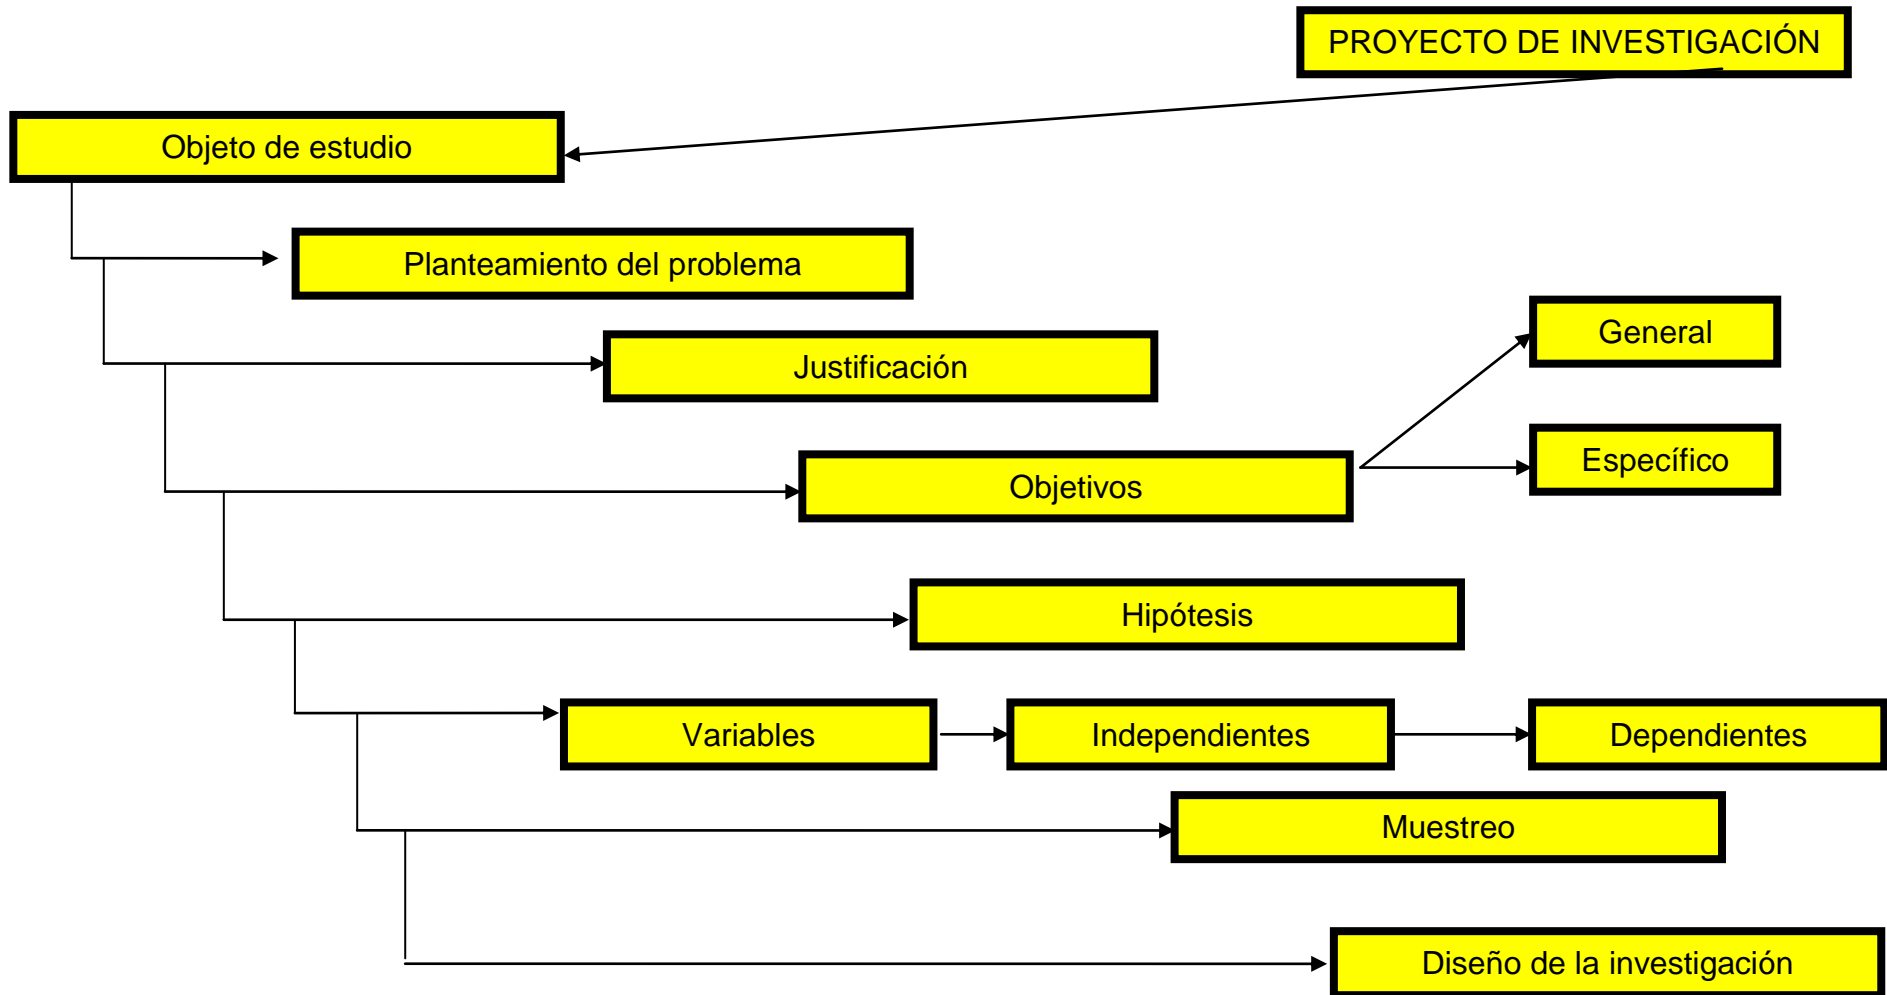 PROYECTO DE INVESTIGACIÓN
Objeto de estudio
Planteamiento del problema
General
Justificación
Específico
Objetivos
Hipótesis
Variables
Independientes
Dependientes
Muestreo
Diseño de la investigación